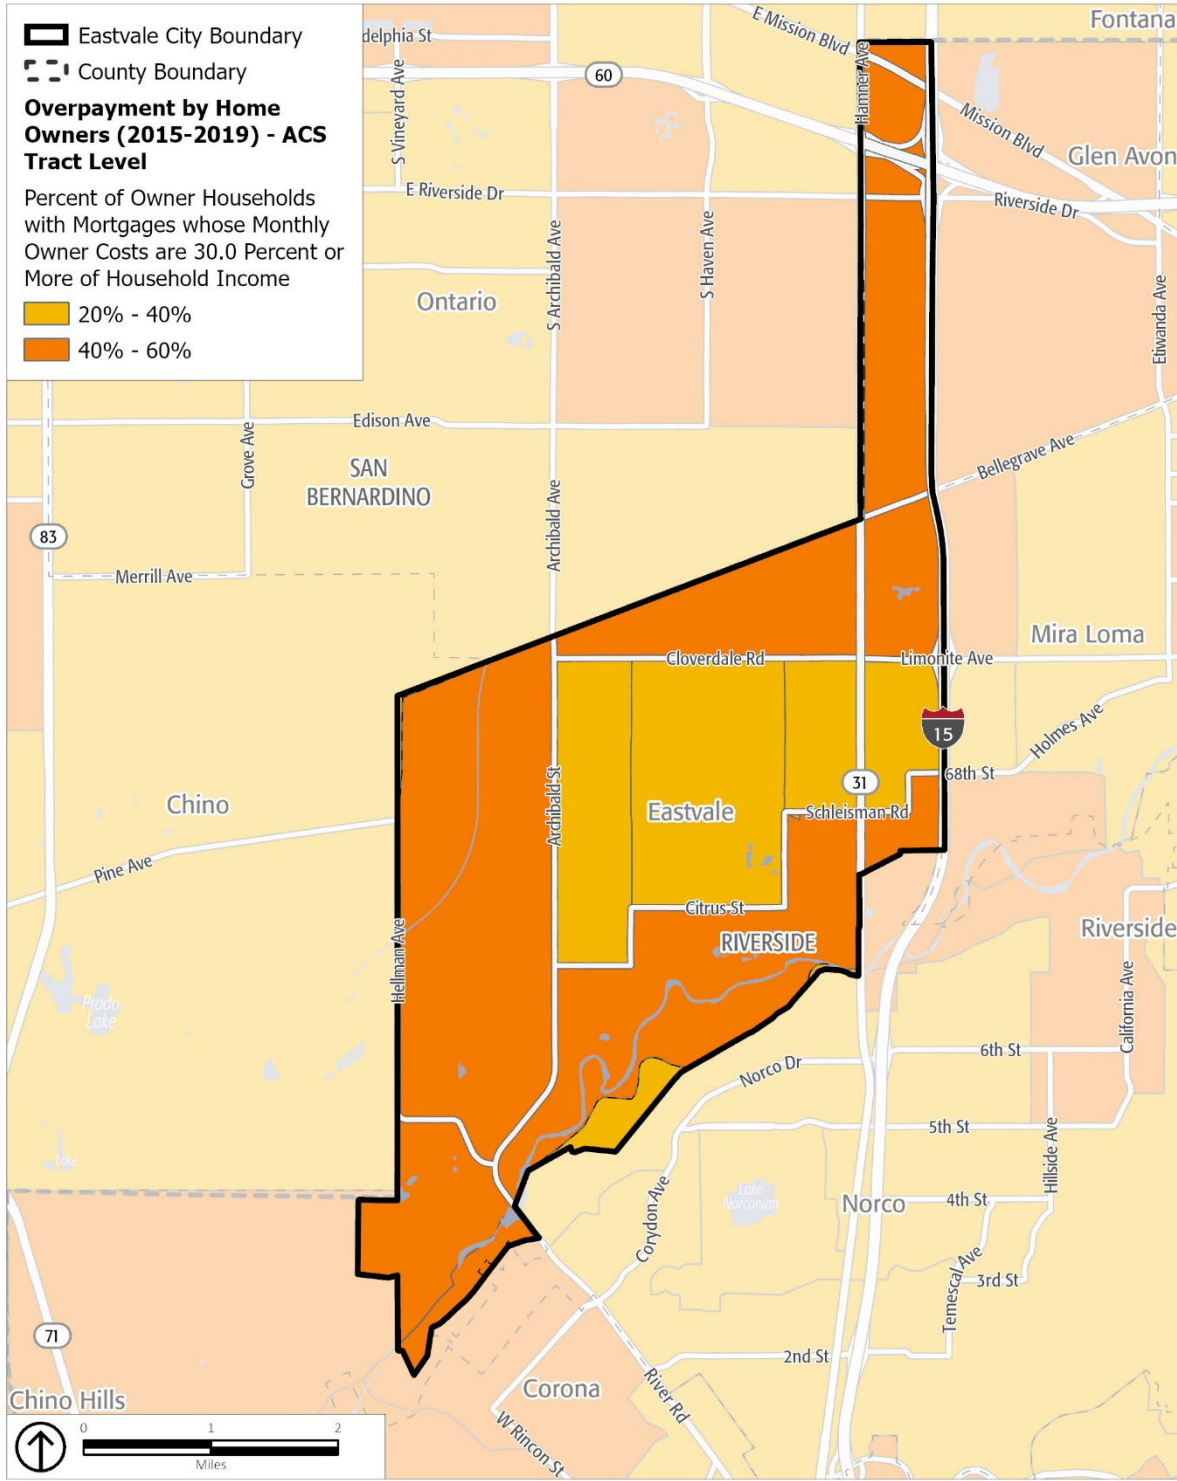 Eastvale City Boundary
County Boundary
Overpayment by Home
Owners (2015-2019) - ACS
Tract Level
Percent of Owner Households
with Mortgages whose Monthly
Owner Costs are 30.0 Percent or
More of Household Income
20% - 40%
40% - 60%
delphia St
S Vineyard Ave
60
E Mission Blvd
Hamner Ave
Fontana
Mission Blvd
Glen Avon
E Riverside Dr
Riverside Dr
S Archibald Ave
S Haven Ave
Ontario
Etiwanda Ave
Edison Ave
Grove Ave
SAN
BERNARDINO
Bellegrave Ave
Archibald Ave
83
Merrill Ave
Mira Loma
Cloverdale Rd
Limonite Ave
15
Holmes Ave
68th St
31
Chino
Archibald St
Eastvale
Schleisman Rd
Pine Ave
Citrus St
RIVERSIDE
Riverside
Hellman Ave
Prado
Lake
California Ave
6th St
Norco Dr
5th St
Hillside Ave
Lake
Lake
Norconian
Norco
4th St
Corydon Ave
Temescal Ave
3rd St
71
2nd St
Chino Hills
Corona
River Rd
W Rincon St
0 1 2
Miles